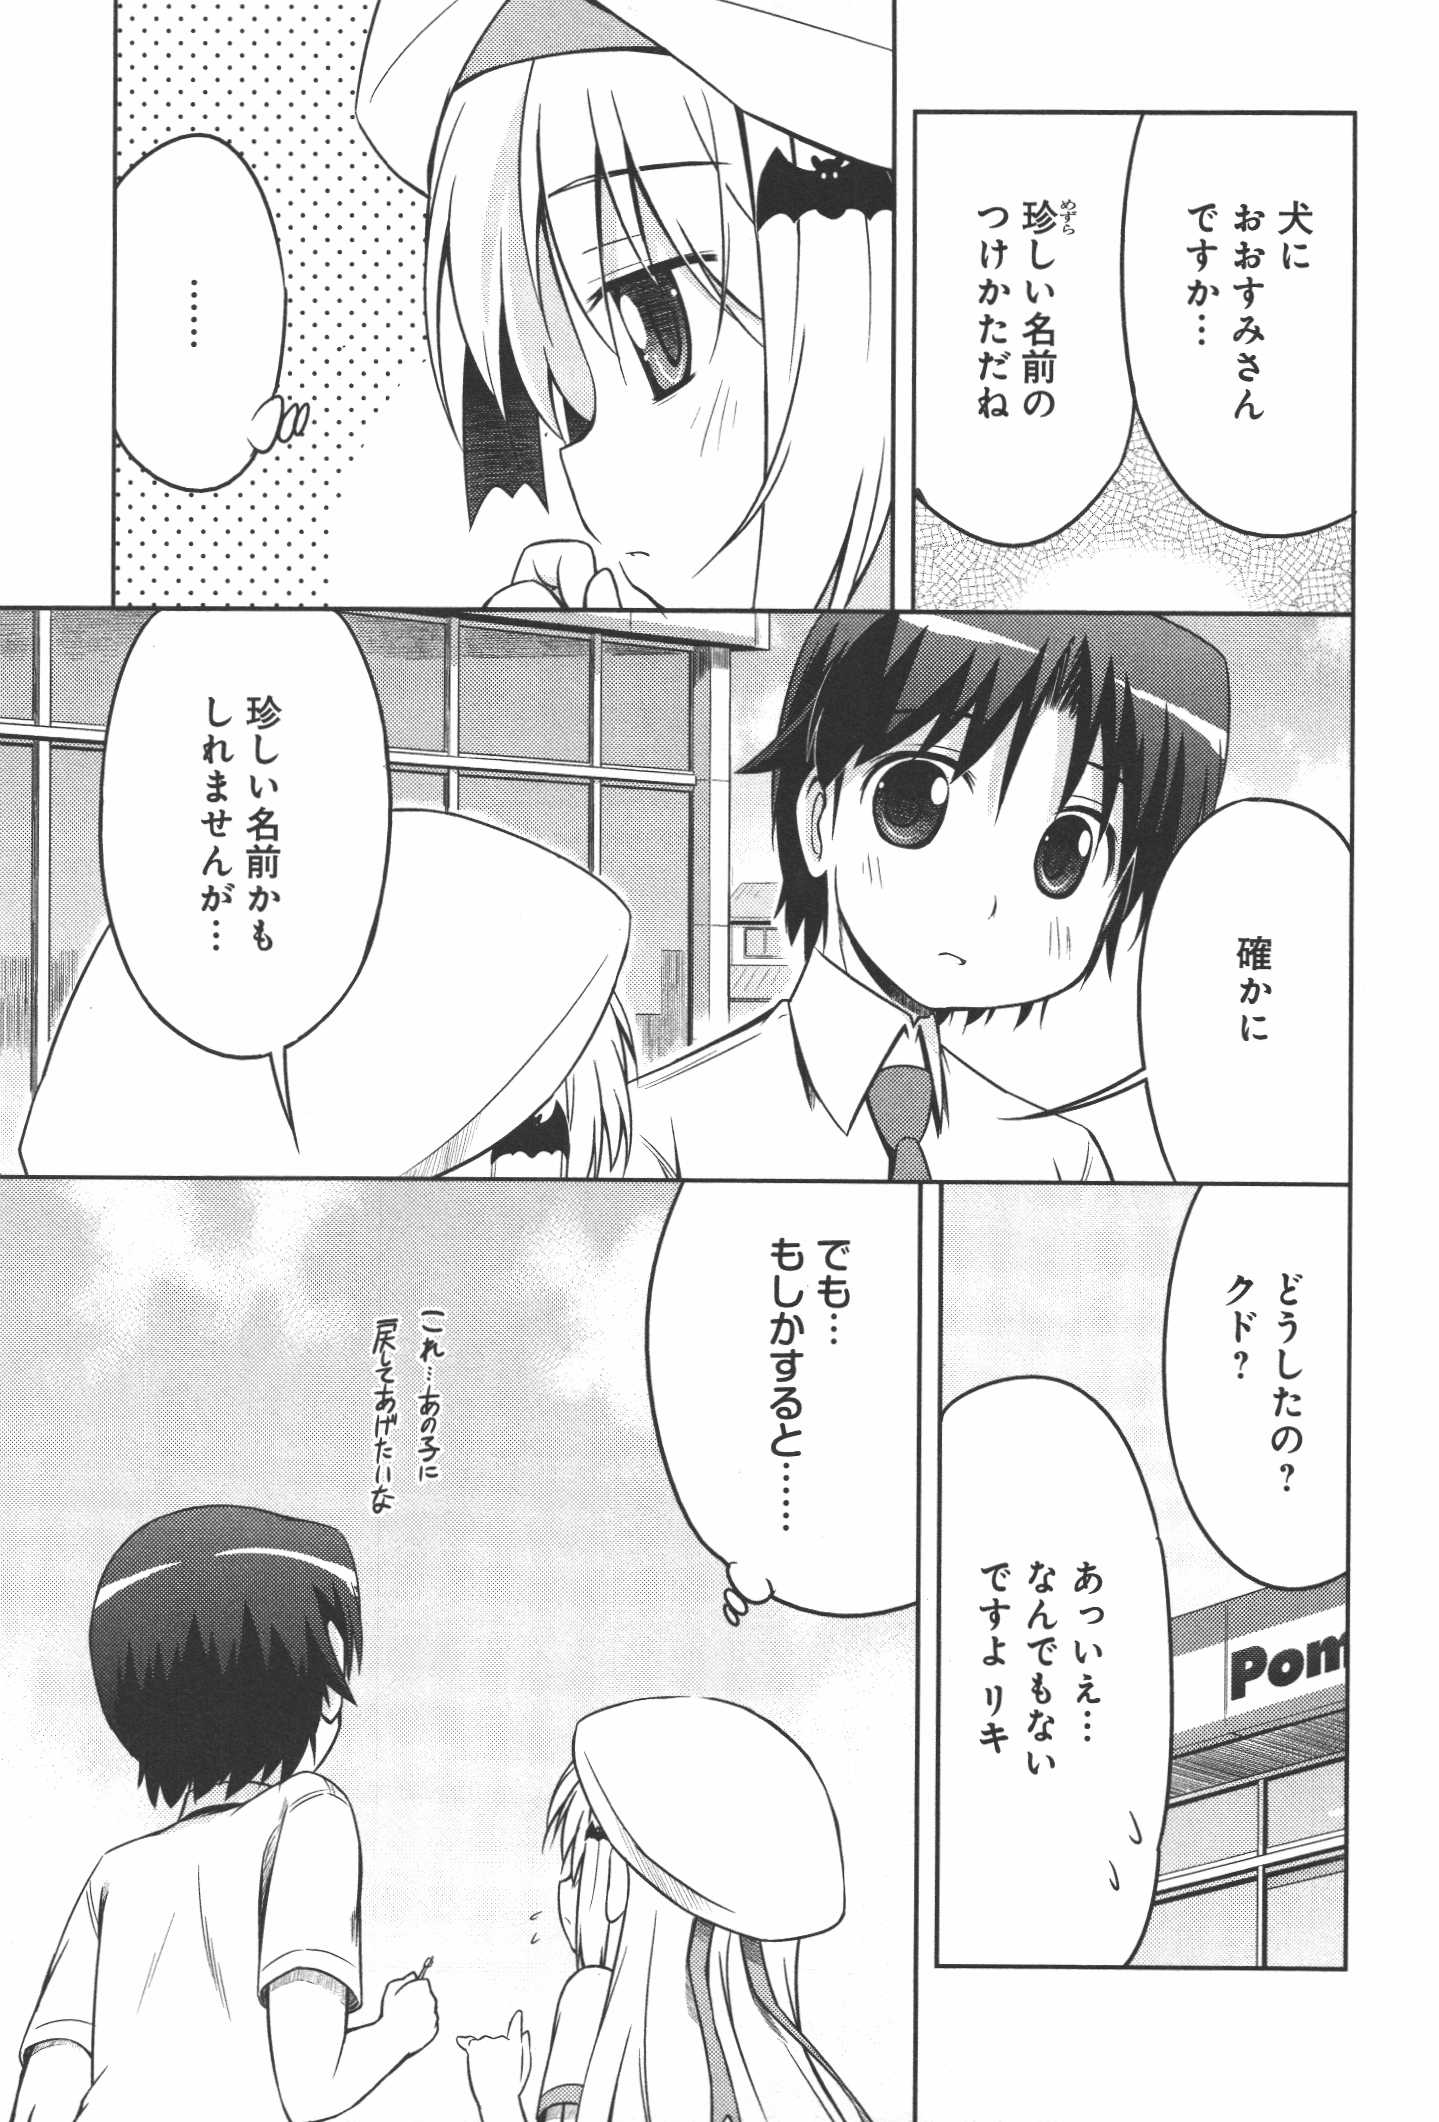 犬に
おおすみさん
ですか…
珍しい名前の
めずら
つけかただね
……
確かに
珍しい名前かも
しれませんが…
どうしたの?
クド?
あっいえ…
なんでもない
ですよ リキ
Pom
でも…
もしかすると……
これ…あの子に
戻してあげたいな